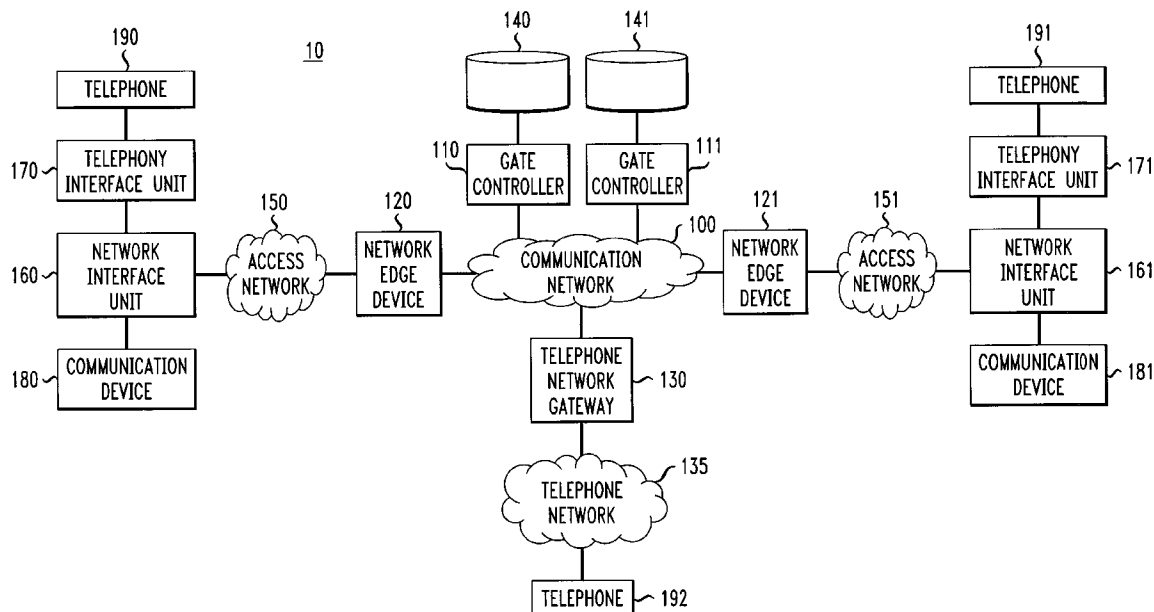 140
141
190
10
191
TELEPHONE
TELEPHONE
170
TELEPHONY
INTERFACE UNIT
110
GATE
CONTROLLER
111
GATE
CONTROLLER
TELEPHONY
INTERFACE UNIT
171
150
120
100
121
151
160
NETWORK
INTERFACE
UNIT
ACCESS
NETWORK
NETWORK
EDGE
DEVICE
COMMUNICATION
NETWORK
NETWORK
EDGE
DEVICE
ACCESS
NETWORK
NETWORK
INTERFACE
UNIT
161
180
COMMUNICATION
DEVICE
TELEPHONE
NETWORK
GATEWAY
130
COMMUNICATION
DEVICE
181
135
TELEPHONE
NETWORK
TELEPHONE
192